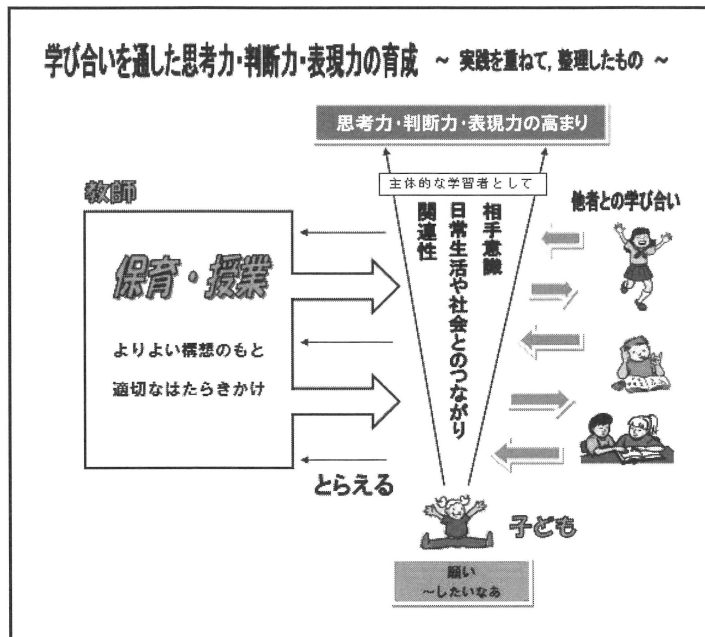 学び合いを通した思考力・判断力・表現力の育成 ~ 実践を重ねて,整理したもの ~
思考力・判断力・表現力の高まり
主体的な学習者として
教師
保育・授業
よりよい構想のもと
適切なはたらきかけ
相手意識
日常生活や社会とのつながり
関連性
他者との学び合い
とらえる
子ども
願い
~したいなあ